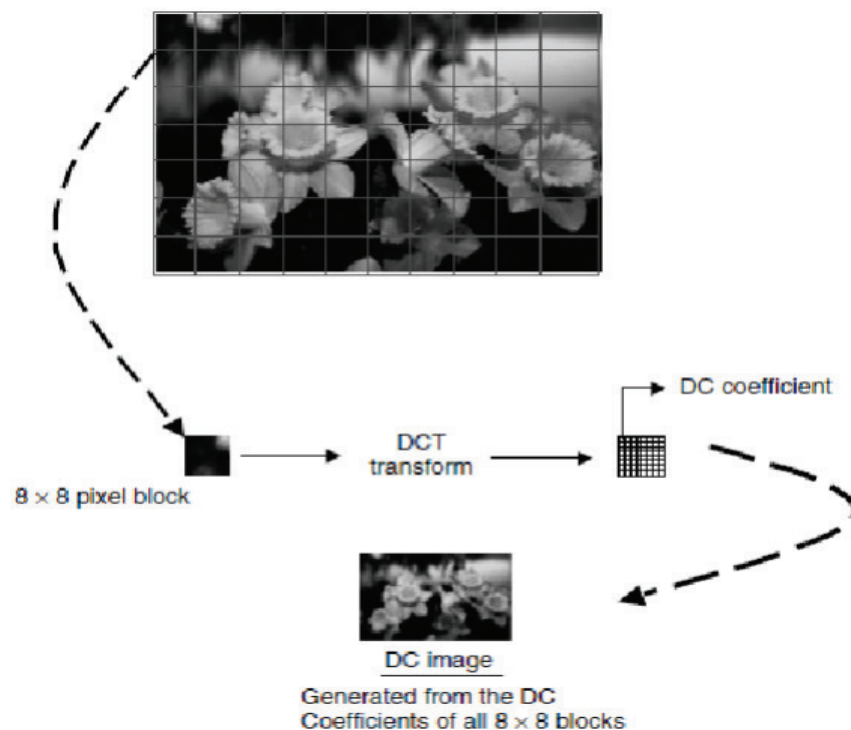 DC coefficient
DCT
transform
8 × 8 pixel block
DC image
Generated from the DC
Coefficients of all 8 × 8 blocks